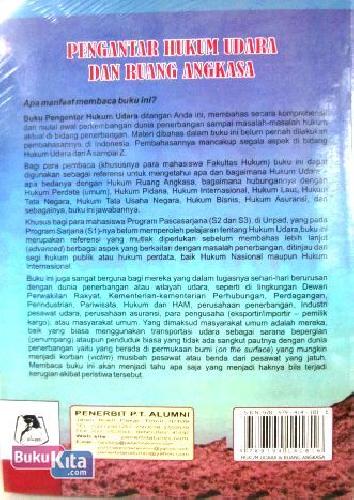 PENGANTAR HUKUM UDARA
DAN RUANG ANGKASA
Apa manfaat membaca buku ini?
Buku Pengantar Hukum Udara ditangan Anda ini, membahas secara komprehensif
dan mulai awal perkembangan dunia penerbangan sampai masalah-masalah hukum
aktual di bidang penerbangan. Materi dibahas dalam buku ini belum pernah dilakukan
pembahasannya di Indonesia. Pembahasannya mencakup segala aspek di bidang
Hukum Udara dari A sampai Z.
Bagi para pembaca (khususnya para mahasiswa Fakultas Hukum) buku ini dapat
digunakan sebagai referensi untuk mengetahui apa dan bagaimana Hukum Udara -
apa bedanya dengan Hukum Ruang Angkasa, bagaimana hubungannya dengan
Hukum Perdata (umum), Hukum Pidana, Hukum Internasional, Hukum Laut, Hukum
Tata Negara, Hukum Tata Usaha Negara, Hukum Bisnis, Hukum Asuransi, dan
sebagainya, buku ini jawabannya.
Khusus bagi para mahasiswa Program Pascasarjana (S2 dan S3) di Unpad, yang pada
Program Sarjana (S1)-nya belum memperoleh pelajaran tentang Hukum Udara, buku ini
merupakan referensi yang mutlak diperlukan sebelum membahas lebih lanjut
(advanced) berbagai aspek yang berkaitan dengan masalah penerbangan, ditinjau dari
segi hukum publik atau hukum perdata, baik Hukum Nasional maupun Hukum
Internasional.
Buku ini juga sangat berguna bagi mereka yang dalam tugasnya sehari-hari berurusan
dengan dunia penerbangan atau wilayah udara, seperti di lingkungan Dewan
Perwakilan Rakyat, Kementerian-kementerian Perhubungan, Perdagangan,
Perindustrian, Pariwisata, Hukum dan HAM, perusahaan penerbangan, industri
pesawat udara, perusahaan asuransi, para pengusaha (eksportir/importir - pemilik
kargo), atau masyarakat umum. Yang dimaksud masyarakat umum adalah mereka,
baik yang biasa menggunakan transportasi udara sebagai sarana bepergian
(penumpang) ataupun penduduk biasa yang tidak ada sangkut pautnya dengan dunia
penerbangan yaitu yang berada di permukaan bumi (on the surface) yang mungkin
menjadi korban (victim) musibah pesawat atau benda dari pesawat yang jatuh.
Membaca buku ini akan menjadi tahu apa saja yang menjadi haknya bila terjadi
kerugian akibat peristiwa tersebut.
PENERBIT P.T. ALUMNI
BukuKita.com